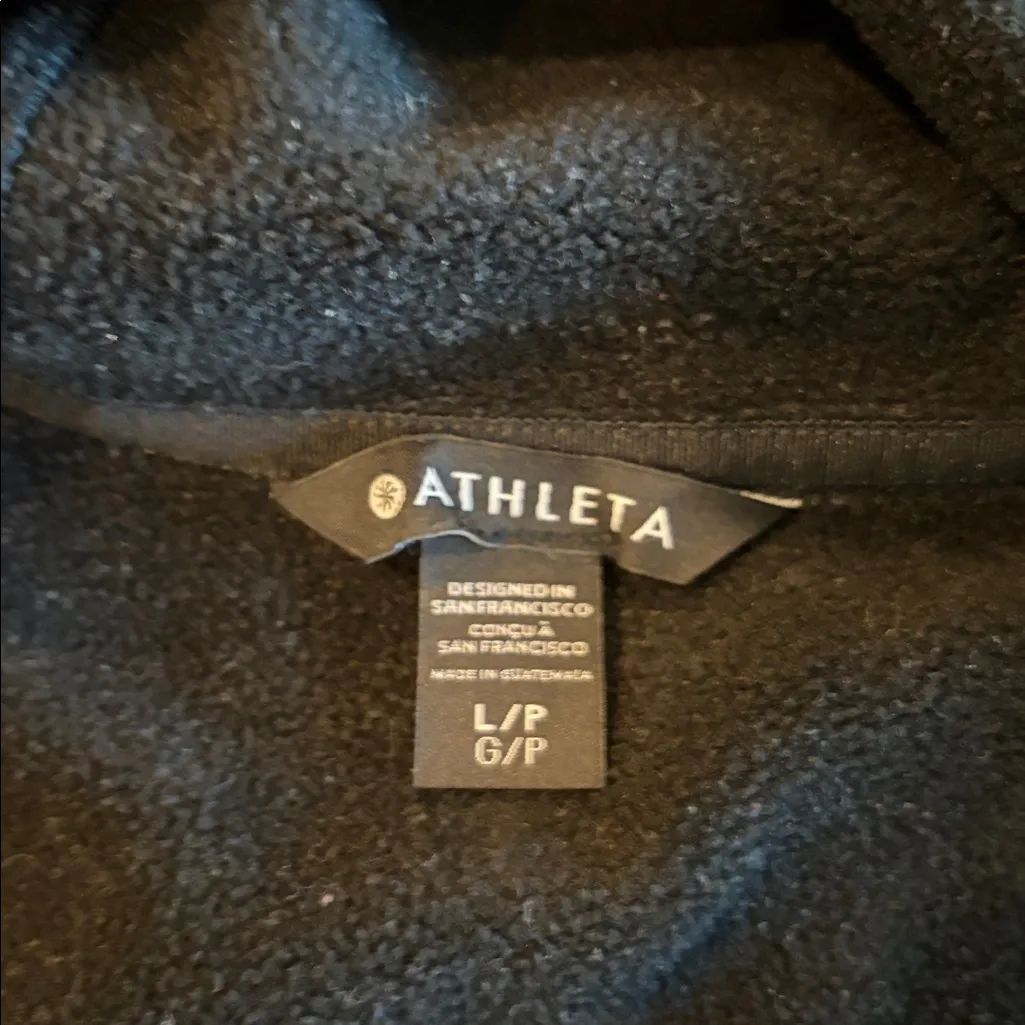 ATHLETA
DESIGNED IN
SAN FRANCISCO
CONÇU À
SAN FRANCISCO
MADE IN GUATEMALA
L/P
G/P